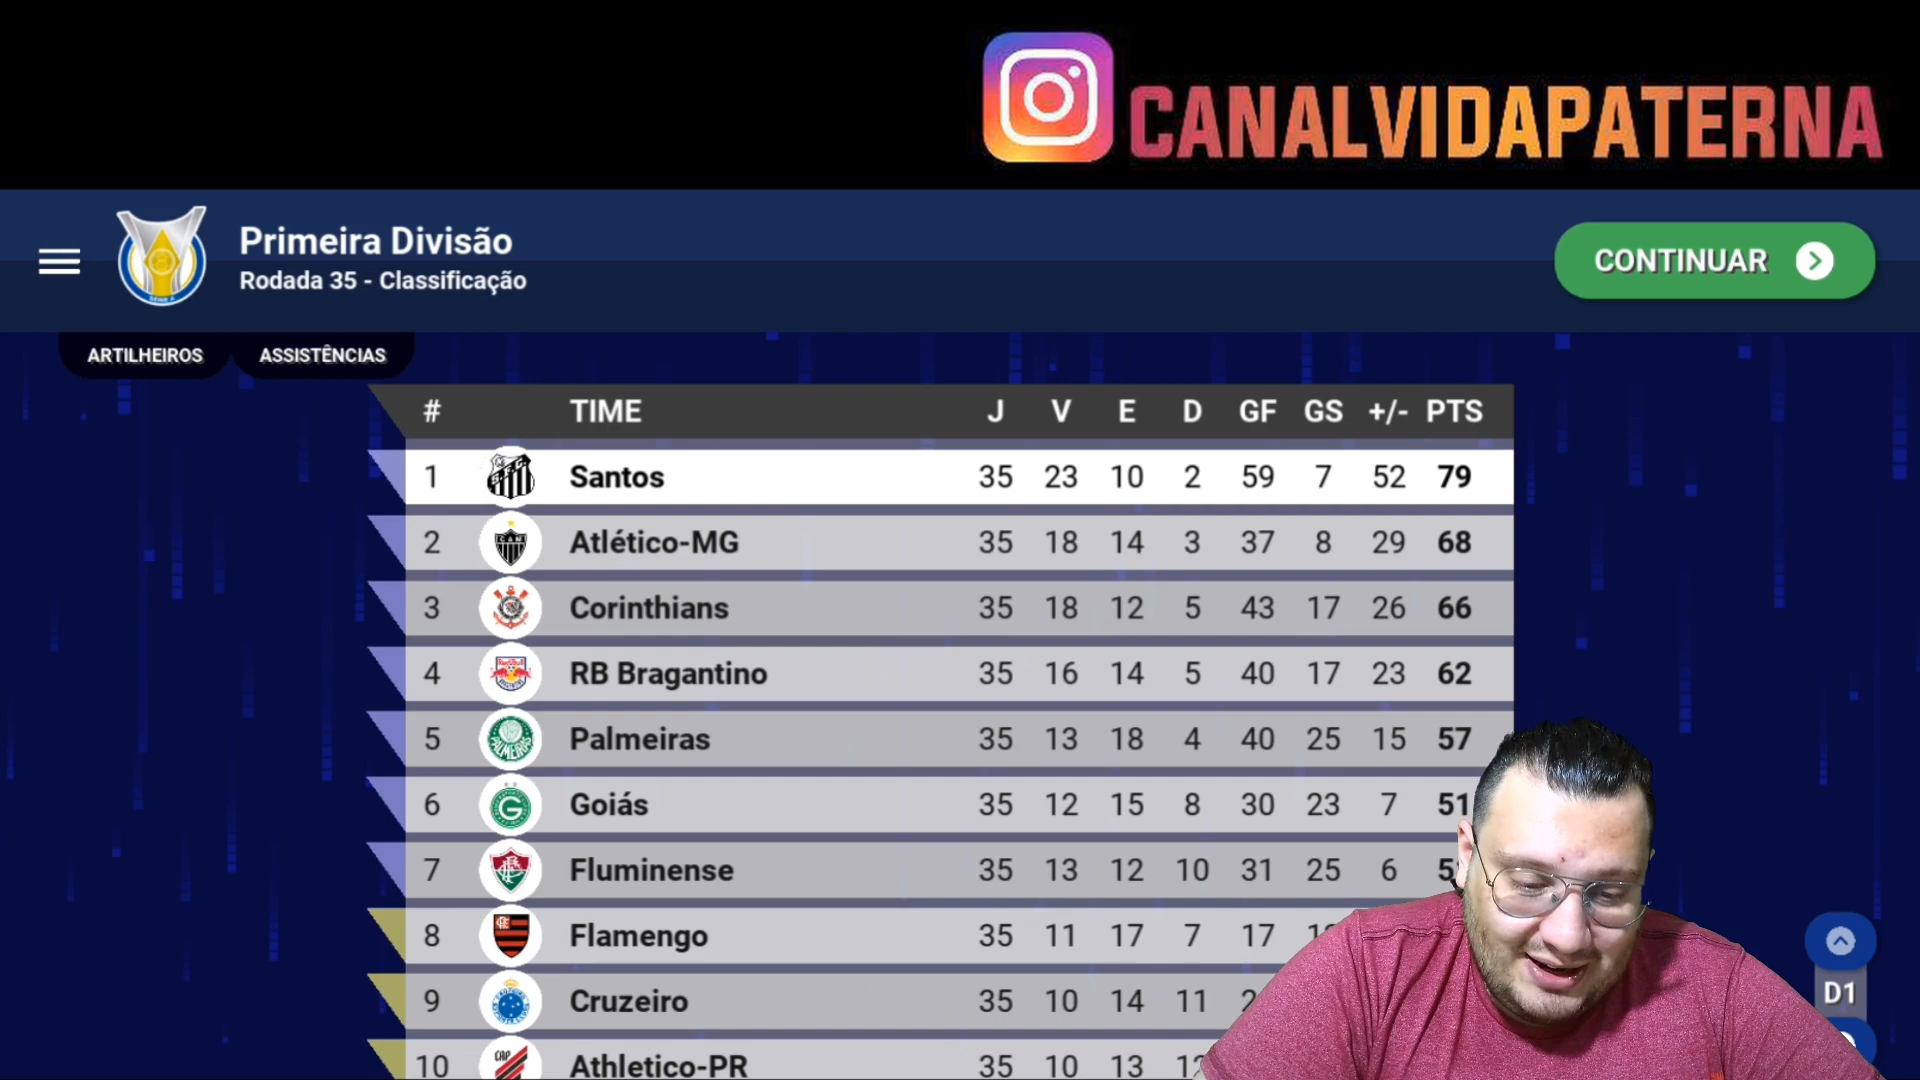 CANALVIDAPATERNA
Primeira Divisão
Rodada 35 - Classificação
CONTINUAR
ARTILHEIROS ASSISTÊNCIAS
# TIME J V E D GF GS +/- PTS
1 Santos 35 23 10 2 59 7 52 79
2 Atlético-MG 35 18 14 3 37 8 29 68
3 Corinthians 35 18 12 5 43 17 26 66
4 RB Bragantino 35 16 14 5 40 17 23 62
5 Palmeiras 35 13 18 4 40 25 15 57
6 Goiás 35 12 15 8 30 23 7 51
7 Fluminense 35 13 12 10 31 25 6
8 Flamengo 35 11 17 7 17
9 Cruzeiro 35 10 14 11
10 Athletico-PR 35 10 13
D1